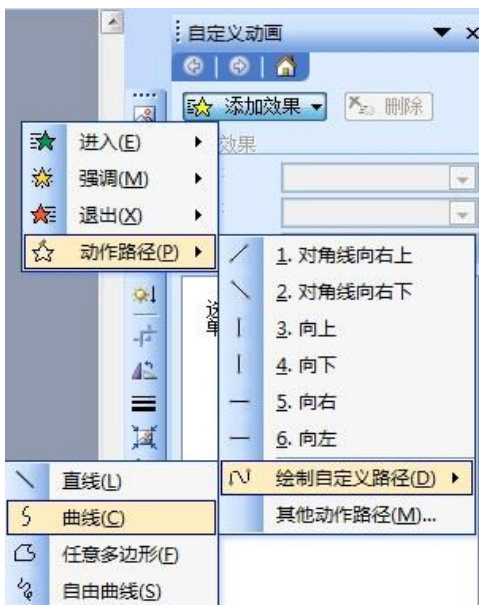 自定义动画
添加效果
删除
效果
进入(E)
强调(M)
退出(X)
动作路径(P)
1. 对角线向右上
2. 对角线向右下
3. 向上
4. 向下
5. 向右
6. 向左
绘制自定义路径(D)
其他动作路径(M)...
直线(L)
曲线(C)
任意多边形(F)
自由曲线(S)